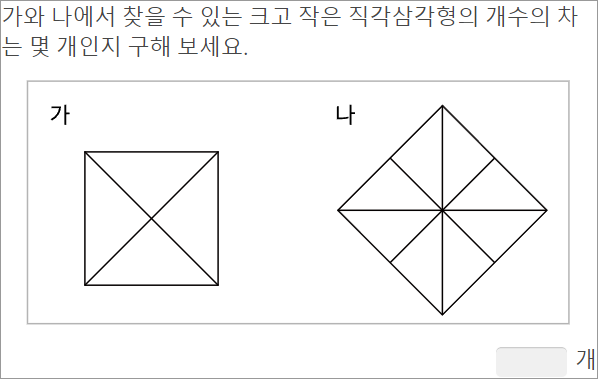 가와 나에서 찾을 수 있는 크고 작은 직각삼각형의 개수의 차
는 몇 개인지 구해 보세요.
가
나
개